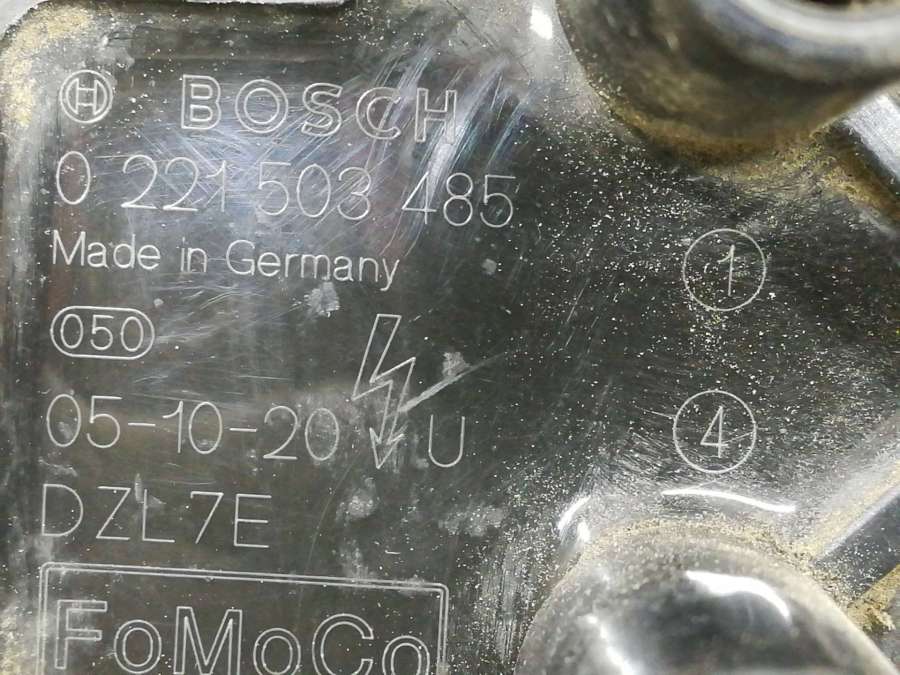 BOSCH
0 221 503 485
Made in Germany
050
05-10-20 U
DZL7E
FoMoCo
1
4